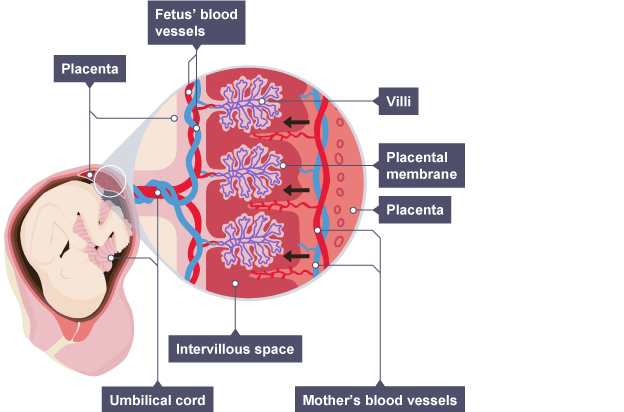 Fetus' blood
vessels
Placenta
Villi
Placental
membrane
Placenta
Intervillous space
Umbilical cord
Mother's blood vessels